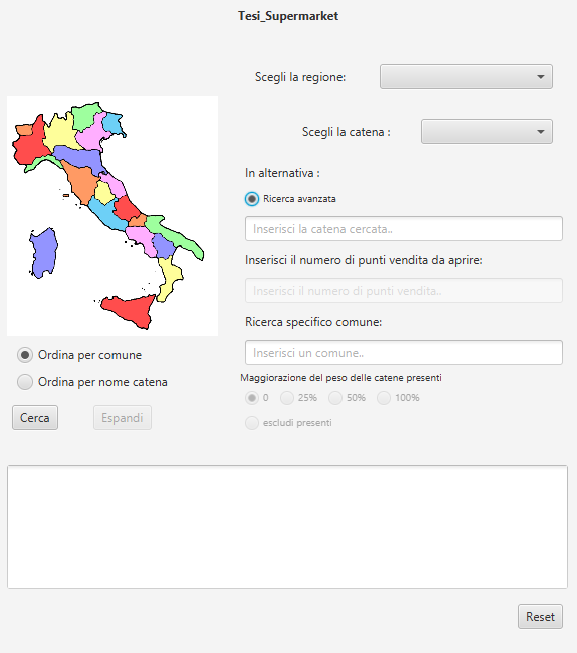 Tesi_Supermarket
Scegli la regione:
Scegli la catena :
In alternativa :
Ricerca avanzata
Inserisci la catena cercata..
Inserisci il numero di punti vendita da aprire:
Inserisci il numero di punti vendita..
Ricerca specifico comune:
Inserisci un comune..
Maggiorazione del peso delle catene presenti
0 25% 50% 100%
escludi presenti
Ordina per comune
Ordina per nome catena
Cerca Espandi
Reset